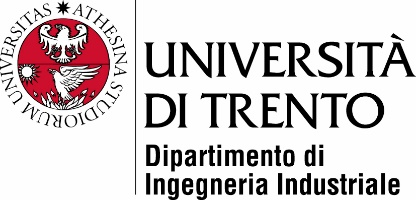 UNIVERSITAS ATHESINA STUDIORUM
UNIVERSITÀ
DI TRENTO
Dipartimento di
Ingegneria Industriale